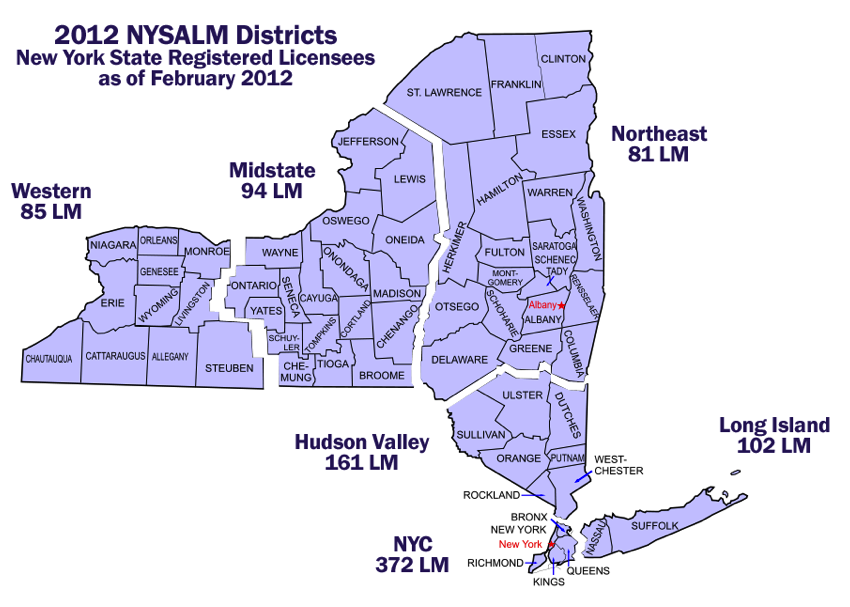 2012 NYSALM Districts
New York State Registered Licensees
as of February 2012
Northeast
81 LM
Midstate
94 LM
Western
85 LM
Hudson Valley
161 LM
Long Island
102 LM
NYC
372 LM
CLINTON
FRANKLIN
ST. LAWRENCE
ESSEX
JEFFERSON
LEWIS
HAMILTON
WARREN
WASHINGTON
OSWEGO
ONEIDA
HERKIMER
FULTON
SARATOGA
SCHENEC
TADY
MONT-
GOMERY
RENSSELAER
NIAGARA
ORLEANS
MONROE
GENESEE
WYOMING
LIVINGSTON
ERIE
WAYNE
ONTARIO
YATES
SENECA
CAYUGA
ONONDAGA
MADISON
CORTLAND
CHENANGO
OTSEGO
SCHOHARIE
Albany
ALBANY
SCHUY-
LER
TOMPKINS
CHAUTAUQUA
CATTARAUGUS
ALLEGANY
STEUBEN
CHE-
MUNG
TIOGA
BROOME
DELAWARE
GREENE
COLUMBIA
ULSTER
DUTCHES
SULLIVAN
ORANGE
PUTNAM
WEST-
CHESTER
ROCKLAND
BRONX
NEW YORK
New York
RICHMOND
KINGS
QUEENS
NASSAU
SUFFOLK